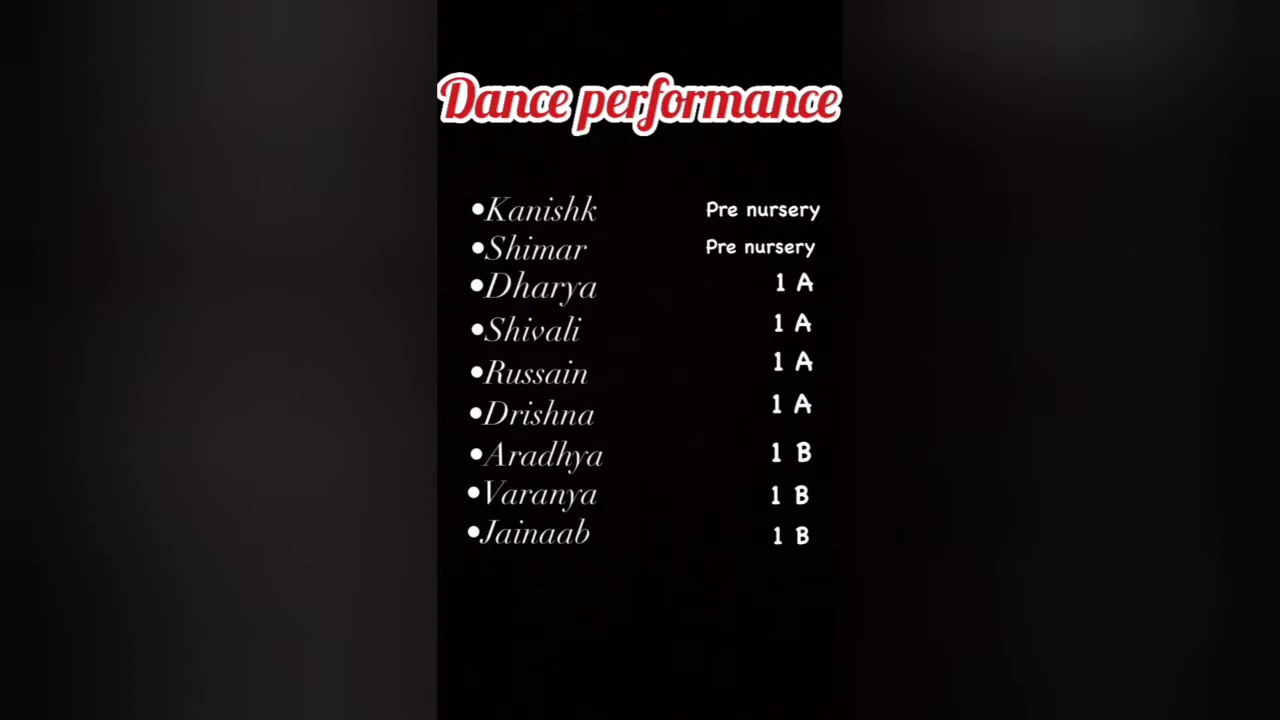 Dance performance
•Kanishk Pre nursery
•Shimar Pre nursery
•Dharya 1 A
•Shivali 1 A
•Russain 1 A
•Drishna 1 A
•Aradhya 1 B
•Varanya 1 B
•Jainaab 1 B